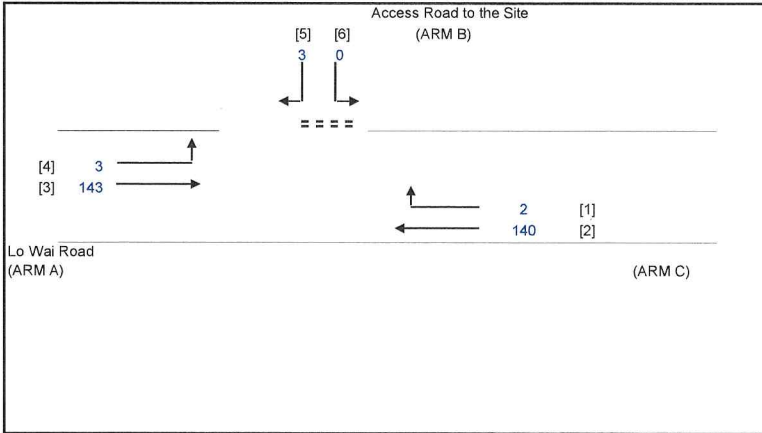 Access Road to the Site
(ARM B)
[5] [6]
3 0
[4] 3
[3] 143
2 [1]
140 [2]
Lo Wai Road
(ARM A)
(ARM C)